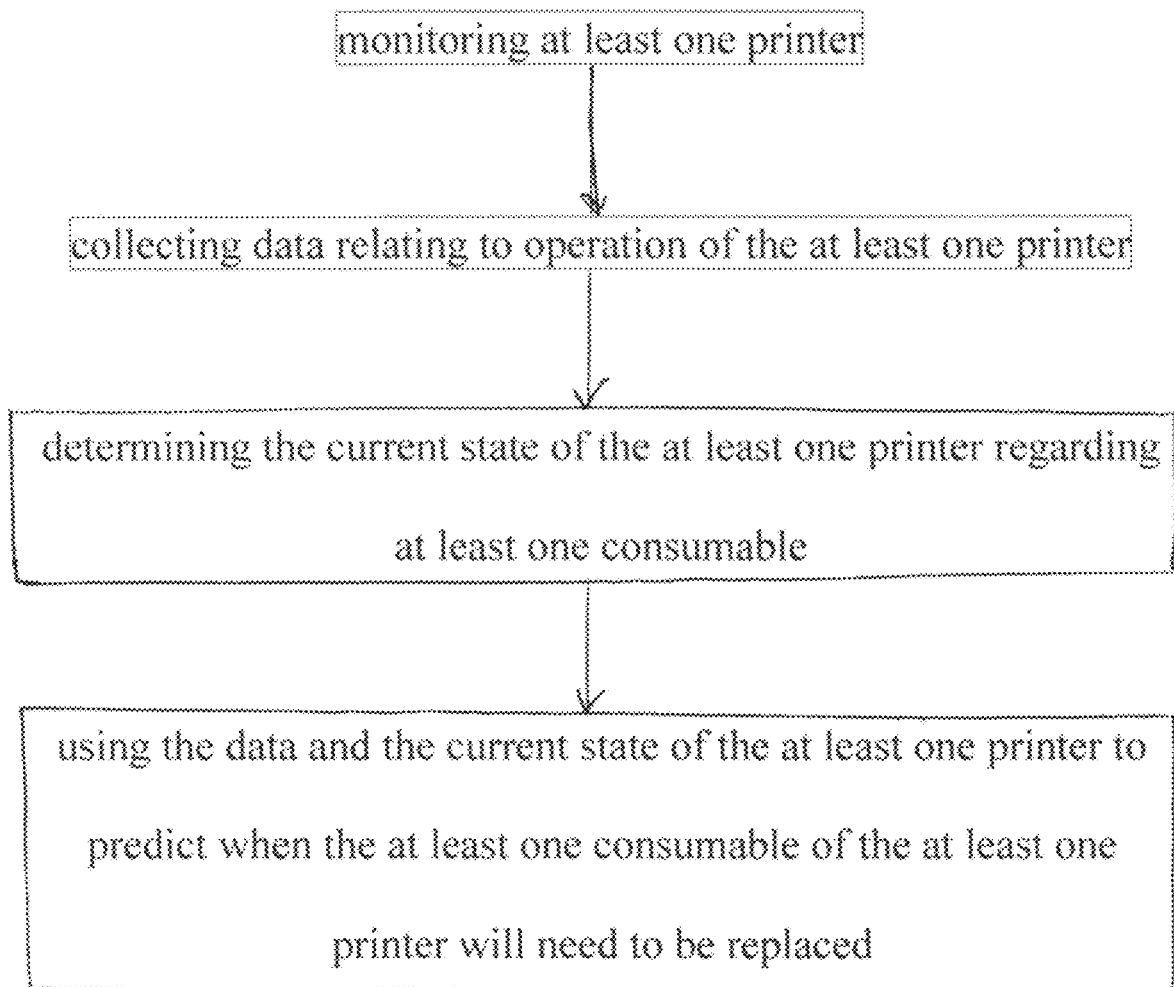 monitoring at least one printer
collecting data relating to operation of the at least one printer
determining the current state of the at least one printer regarding
at least one consumable
using the data and the current state of the at least one printer to
predict when the at least one consumable of the at least one
printer will need to be replaced